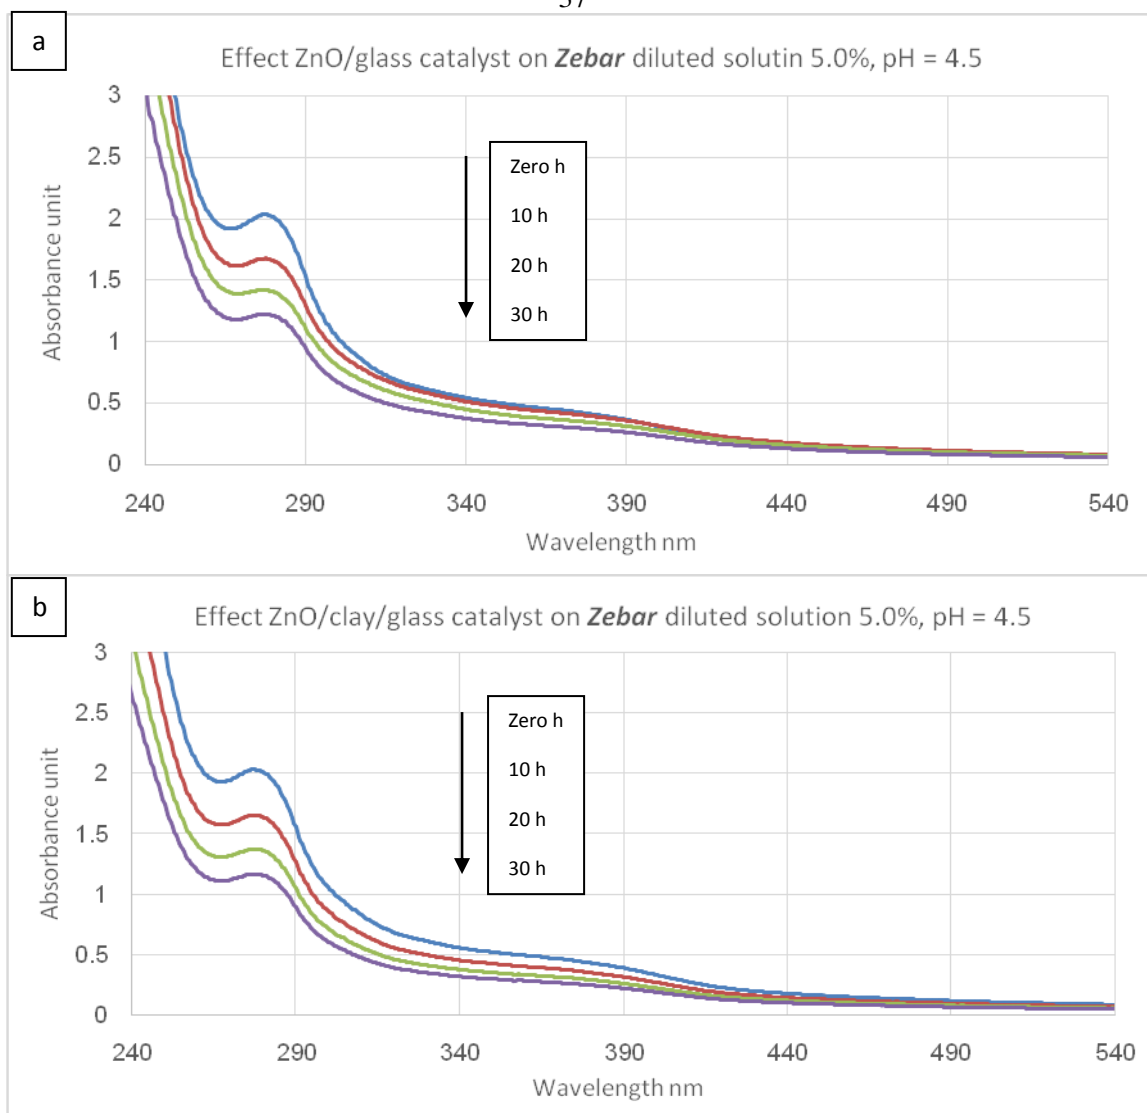 a
Effect ZnO/glass catalyst on Zebar diluted solutin 5.0%, pH = 4.5
3
2.5
2
1.5
1
0.5
0
Absorbance unit
Zero h
10 h
20 h
30 h
240 290 340 390 440 490 540
Wavelength nm
b
Effect ZnO/clay/glass catalyst on Zebar diluted solution 5.0%, pH = 4.5
3
2.5
2
1.5
1
0.5
0
Absorbance unit
Zero h
10 h
20 h
30 h
240 290 340 390 440 490 540
Wavelength nm